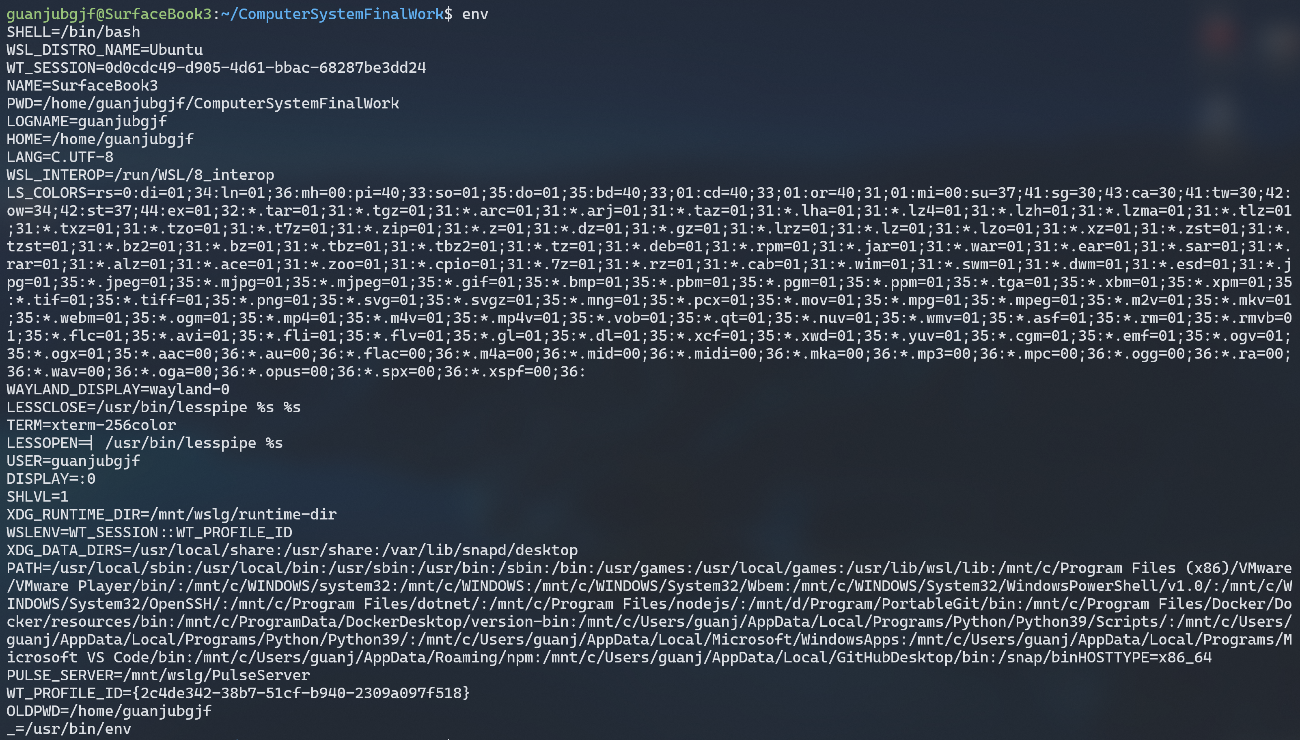 guanjubgjf@SurfaceBook3:~/ComputerSystemFinalWork$ env
SHELL=/bin/bash
WSL_DISTRO_NAME=Ubuntu
WT_SESSION=0d0cdc49-d905-4d61-bbac-68287be3dd24
NAME=SurfaceBook3
PWD=/home/guanjubgjf/ComputerSystemFinalWork
LOGNAME=guanjubgjf
HOME=/home/guanjubgjf
LANG=C.UTF-8
WSL_INTEROP=/run/WSL/8_interop
LS_COLORS=rs=0:di=01;34:ln=01;36:mh=00:pi=40;33:so=01;35:do=01;35:bd=40;33;01:cd=40;33;01:or=40;31;01:mi=00:su=37;41:sg=30;43:ca=30;41:tw=30;42:
ow=34;42:st=37;44:ex=01;32:*.tar=01;31:*.tgz=01;31:*.arc=01;31:*.arj=01;31:*.taz=01;31:*.lha=01;31:*.lz4=01;31:*.lzh=01;31:*.lzma=01;31:*.tlz=01
;31:*.txz=01;31:*.tzo=01;31:*.t7z=01;31:*.zip=01;31:*.z=01;31:*.dz=01;31:*.gz=01;31:*.lrz=01;31:*.lz=01;31:*.lzo=01;31:*.xz=01;31:*.zst=01;31:*.
tzst=01;31:*.bz2=01;31:*.bz=01;31:*.tbz=01;31:*.tbz2=01;31:*.tz=01;31:*.deb=01;31:*.rpm=01;31:*.jar=01;31:*.war=01;31:*.ear=01;31:*.sar=01;31:*.
rar=01;31:*.alz=01;31:*.ace=01;31:*.zoo=01;31:*.cpio=01;31:*.7z=01;31:*.rz=01;31:*.cab=01;31:*.wim=01;31:*.swm=01;31:*.dwm=01;31:*.esd=01;31:*.j
pg=01;35:*.jpeg=01;35:*.mjpg=01;35:*.mjpeg=01;35:*.gif=01;35:*.bmp=01;35:*.pbm=01;35:*.pgm=01;35:*.ppm=01;35:*.tga=01;35:*.xbm=01;35:*.xpm=01;35
:*.tif=01;35:*.tiff=01;35:*.png=01;35:*.svg=01;35:*.svgz=01;35:*.mng=01;35:*.pcx=01;35:*.mov=01;35:*.mpg=01;35:*.mpeg=01;35:*.m2v=01;35:*.mkv=01
;35:*.webm=01;35:*.ogm=01;35:*.mp4=01;35:*.m4v=01;35:*.mp4v=01;35:*.vob=01;35:*.qt=01;35:*.nuv=01;35:*.wmv=01;35:*.asf=01;35:*.rm=01;35:*.rmvb=0
1;35:*.flc=01;35:*.avi=01;35:*.fli=01;35:*.flv=01;35:*.gl=01;35:*.dl=01;35:*.xcf=01;35:*.xwd=01;35:*.yuv=01;35:*.cgm=01;35:*.emf=01;35:*.ogv=01;
35:*.ogx=01;35:*.aac=00;36:*.au=00;36:*.flac=00;36:*.m4a=00;36:*.mid=00;36:*.midi=00;36:*.mka=00;36:*.mp3=00;36:*.mpc=00;36:*.ogg=00;36:*.ra=00;
36:*.wav=00;36:*.oga=00;36:*.opus=00;36:*.spx=00;36:*.xspf=00;36:
WAYLAND_DISPLAY=wayland-0
LESSCLOSE=/usr/bin/lesspipe %s %s
TERM=xterm-256color
LESSOPEN=| /usr/bin/lesspipe %s
USER=guanjubgjf
DISPLAY=:0
SHLVL=1
XDG_RUNTIME_DIR=/mnt/wslg/runtime-dir
WSLENV=WT_SESSION::WT_PROFILE_ID
XDG_DATA_DIRS=/usr/local/share:/usr/share:/var/lib/snapd/desktop
PATH=/usr/local/sbin:/usr/local/bin:/usr/sbin:/usr/bin:/sbin:/bin:/usr/games:/usr/local/games:/usr/lib/wsl/lib:/mnt/c/Program Files (x86)/VMware
/VMware Player/bin/:/mnt/c/WINDOWS/system32:/mnt/c/WINDOWS:/mnt/c/WINDOWS/System32/Wbem:/mnt/c/WINDOWS/System32/WindowsPowerShell/v1.0/:/mnt/c/W
INDOWS/System32/OpenSSH/:/mnt/c/Program Files/dotnet/:/mnt/c/Program Files/nodejs/:/mnt/d/Program/PortableGit/bin:/mnt/c/Program Files/Docker/Do
cker/resources/bin:/mnt/c/ProgramData/DockerDesktop/version-bin:/mnt/c/Users/guanj/AppData/Local/Programs/Python/Python39/Scripts/:/mnt/c/Users/
guanj/AppData/Local/Programs/Python/Python39/:/mnt/c/Users/guanj/AppData/Local/Microsoft/WindowsApps:/mnt/c/Users/guanj/AppData/Local/Programs/M
icrosoft VS Code/bin:/mnt/c/Users/guanj/AppData/Roaming/npm:/mnt/c/Users/guanj/AppData/Local/GitHubDesktop/bin:/snap/binHOSTTYPE=x86_64
PULSE_SERVER=/mnt/wslg/PulseServer
WT_PROFILE_ID={2c4de342-38b7-51cf-b940-2309a097f518}
OLDPWD=/home/guanjubgjf
_=/usr/bin/env